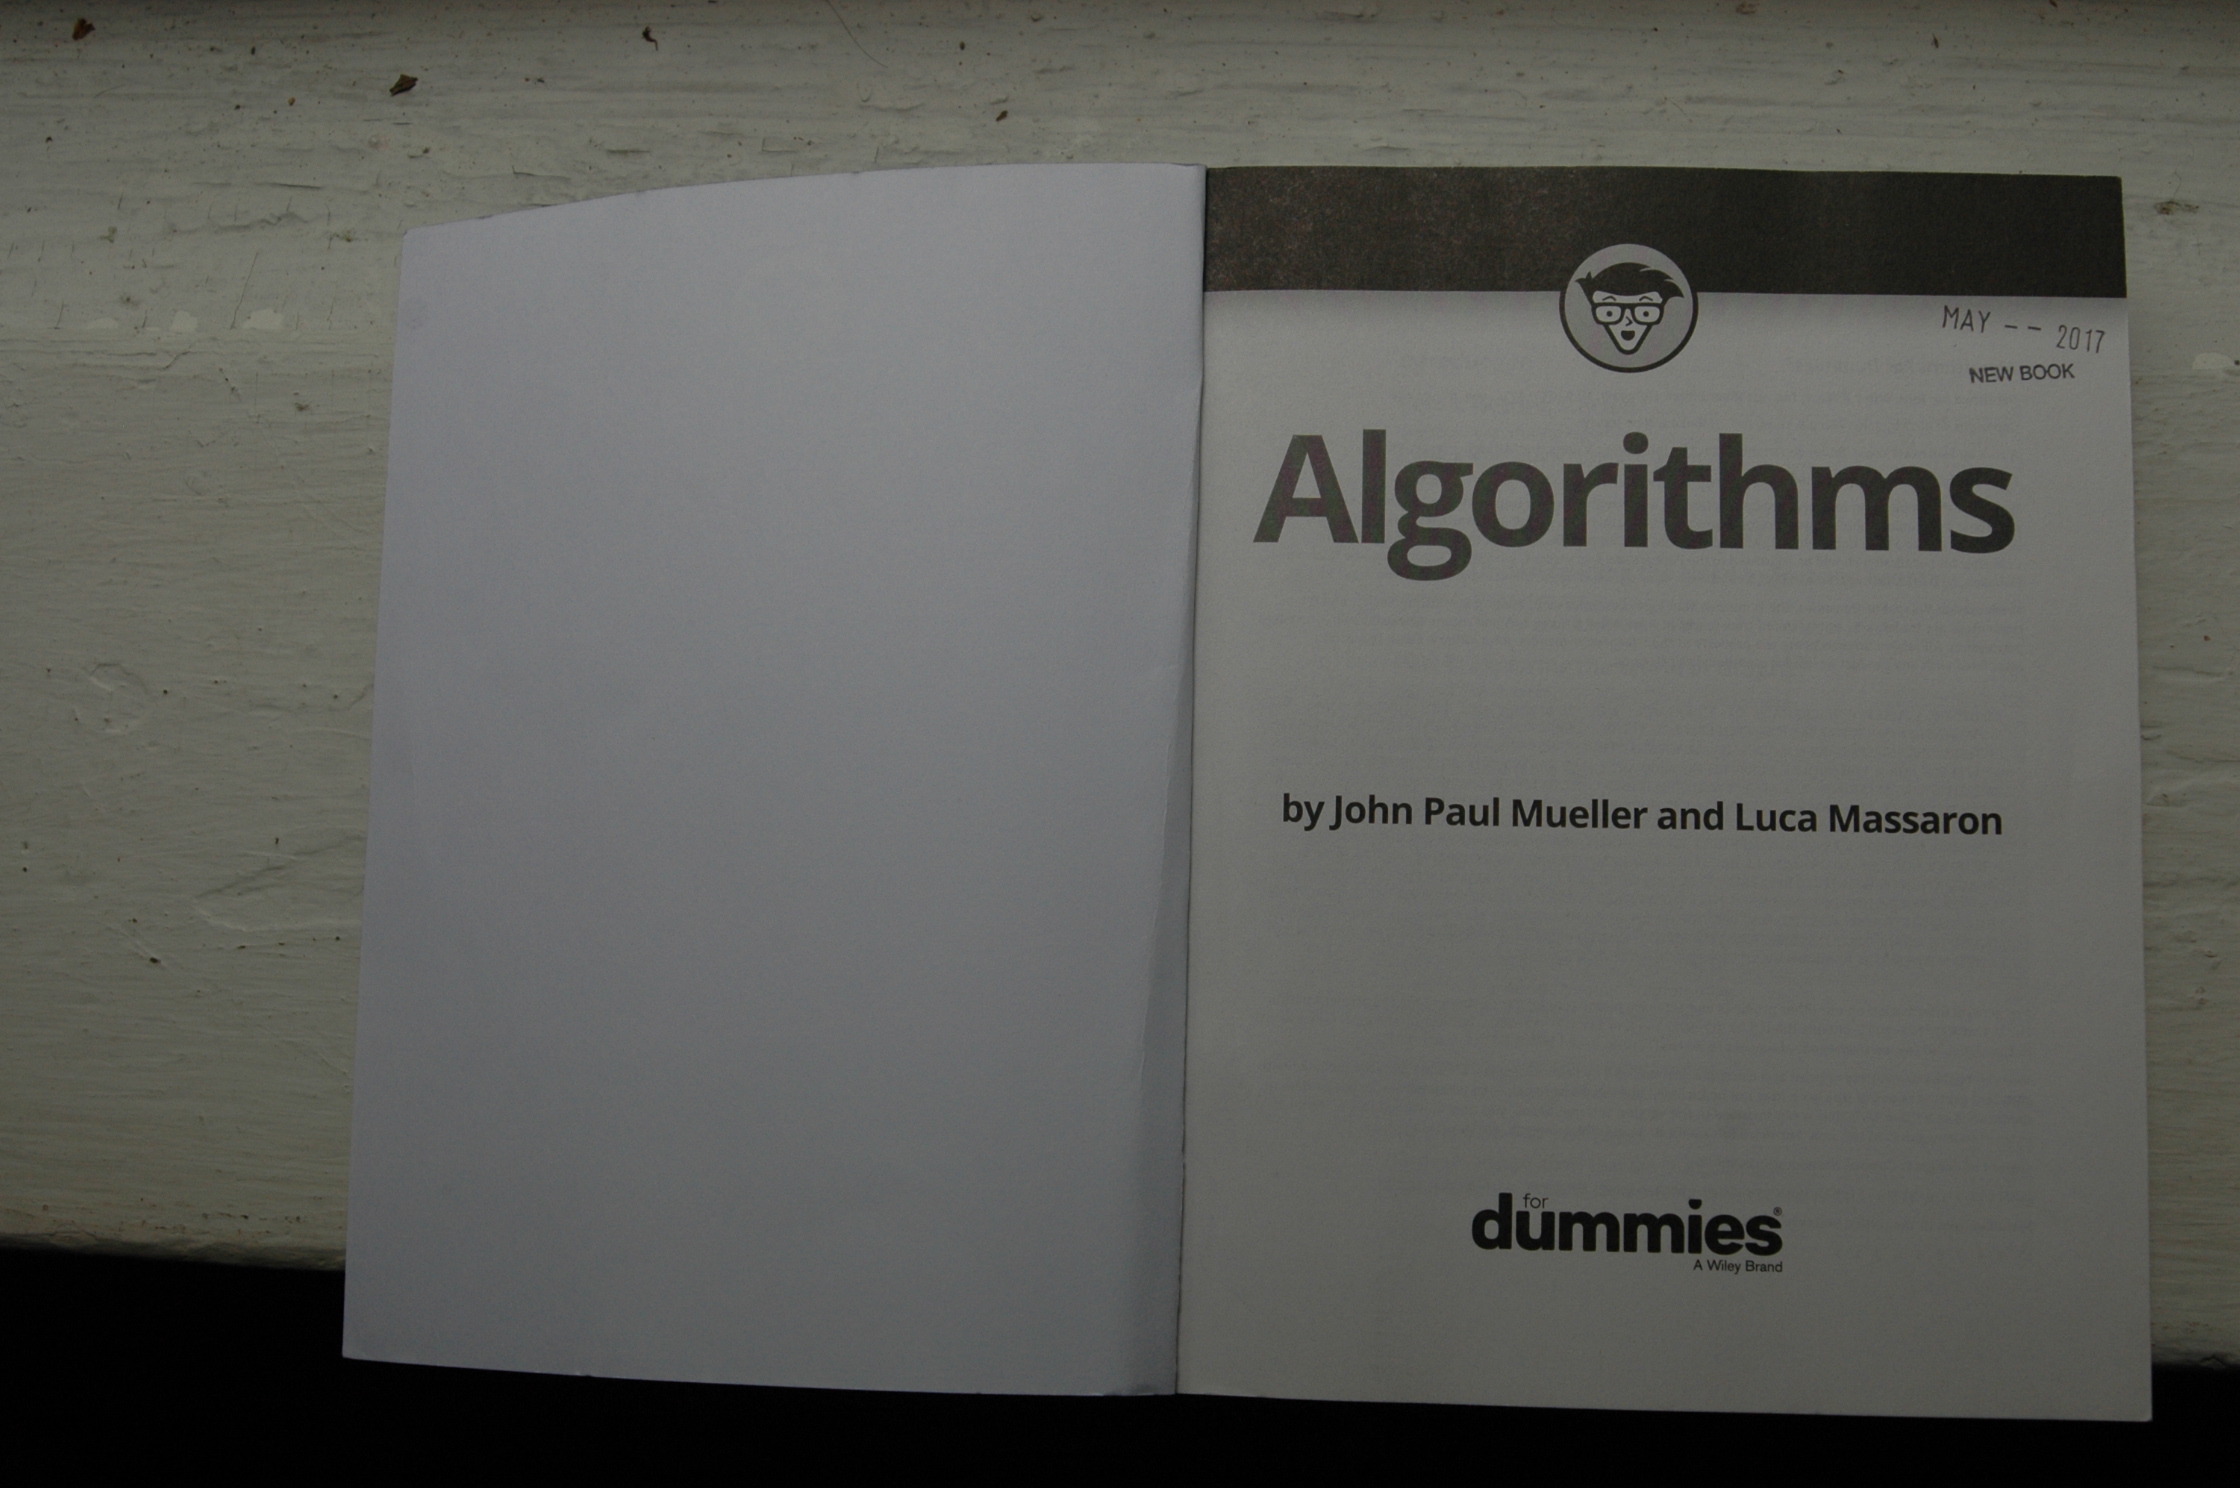 MAY -- 2017
NEW BOOK
Algorithms
by John Paul Mueller and Luca Massaron
for
dummies®
A Wiley Brand